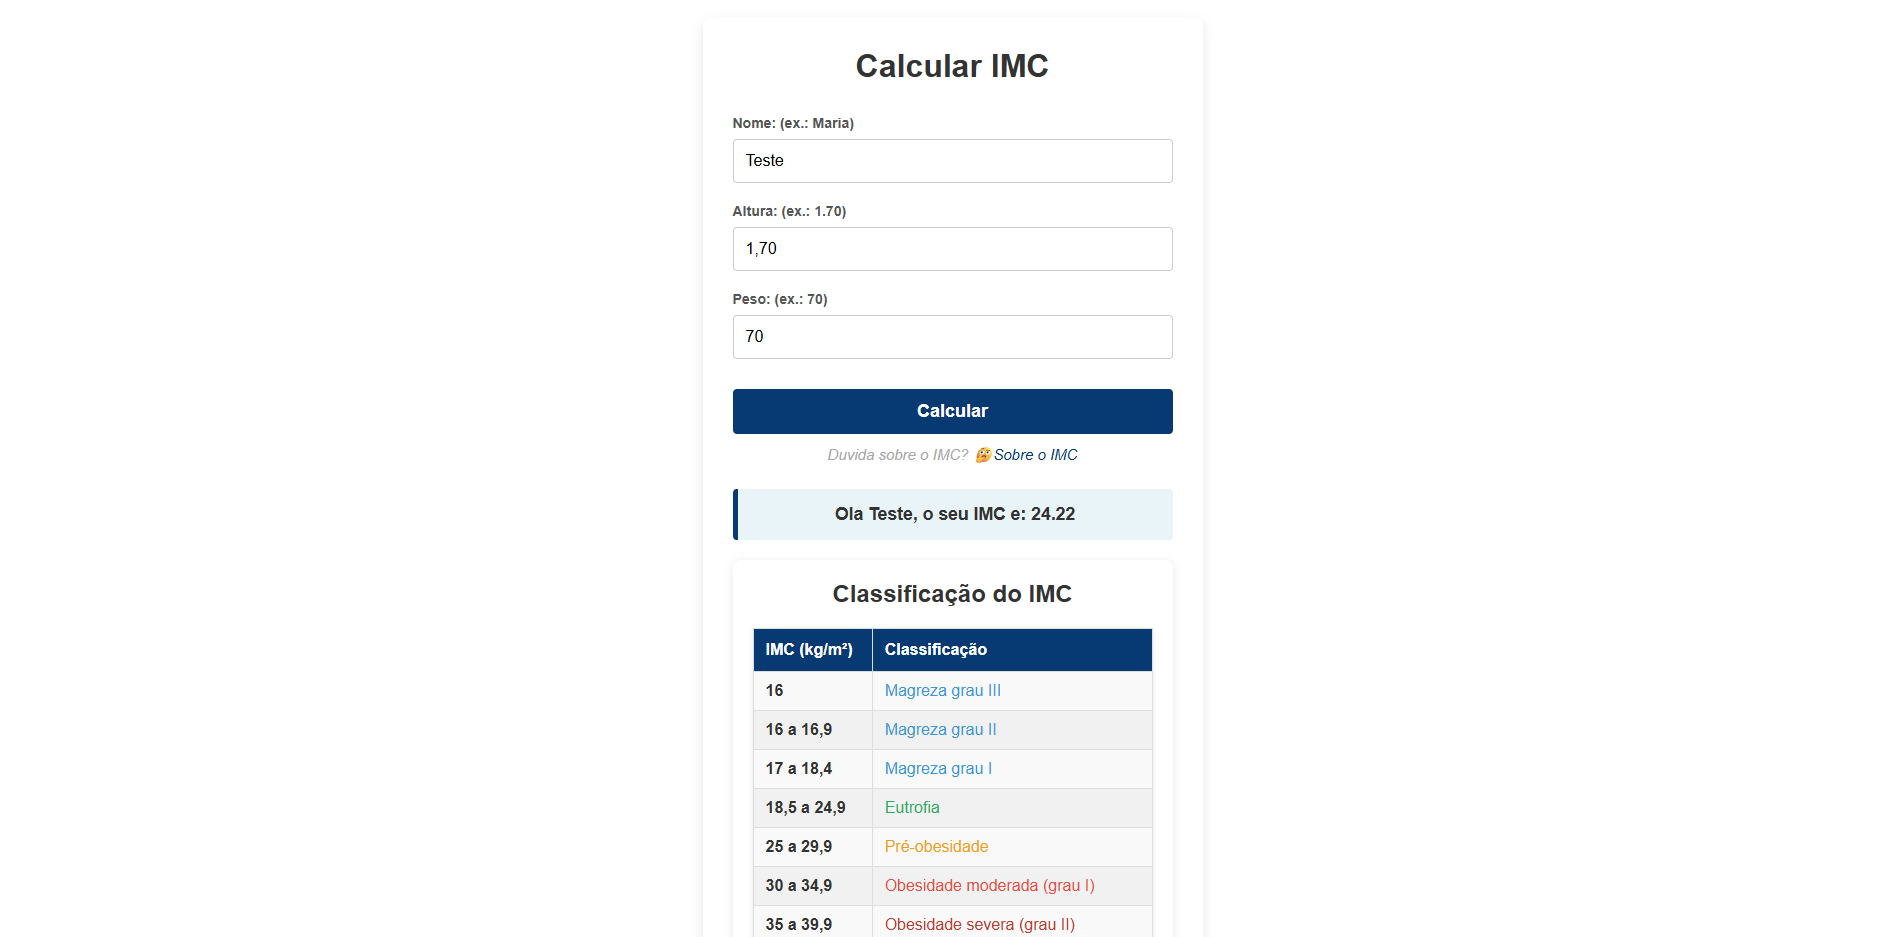 Calcular IMC
Nome: (ex.: Maria)
Teste
Altura: (ex.: 1.70)
1,70
Peso: (ex.: 70)
70
Calcular
Duvida sobre o IMC? 🤔Sobre o IMC
Ola Teste, o seu IMC e: 24.22
Classificação do IMC
IMC (kg/m²) Classificação
16 Magreza grau III
16 a 16,9 Magreza grau II
17 a 18,4 Magreza grau I
18,5 a 24,9 Eutrofia
25 a 29,9 Pré-obesidade
30 a 34,9 Obesidade moderada (grau I)
35 a 39,9 Obesidade severa (grau II)